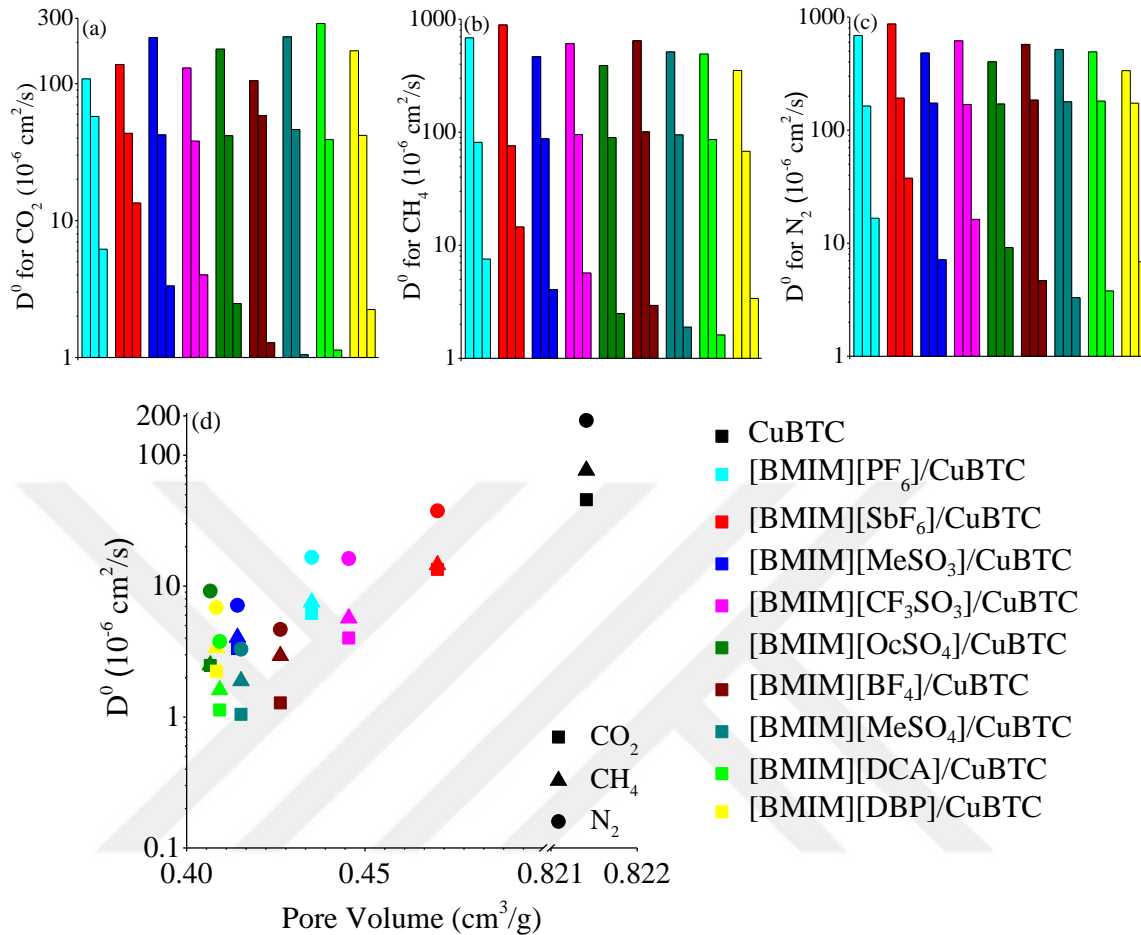 (a)
300
100
10
1
D⁰ for CO₂ (10⁻⁶ cm²/s)
(b)
1000
100
10
1
D⁰ for CH₄ (10⁻⁶ cm²/s)
(c)
1000
100
10
1
D⁰ for N₂ (10⁻⁶ cm²/s)
(d)
200
100
10
1
0.1
D⁰ (10⁻⁶ cm²/s)
0.40 0.45 0.821 0.822
Pore Volume (cm³/g)
CO₂
CH₄
N₂
CuBTC
[BMIM][PF₆]/CuBTC
[BMIM][SbF₆]/CuBTC
[BMIM][MeSO₃]/CuBTC
[BMIM][CF₃SO₃]/CuBTC
[BMIM][OcSO₄]/CuBTC
[BMIM][BF₄]/CuBTC
[BMIM][MeSO₄]/CuBTC
[BMIM][DCA]/CuBTC
[BMIM][DBP]/CuBTC